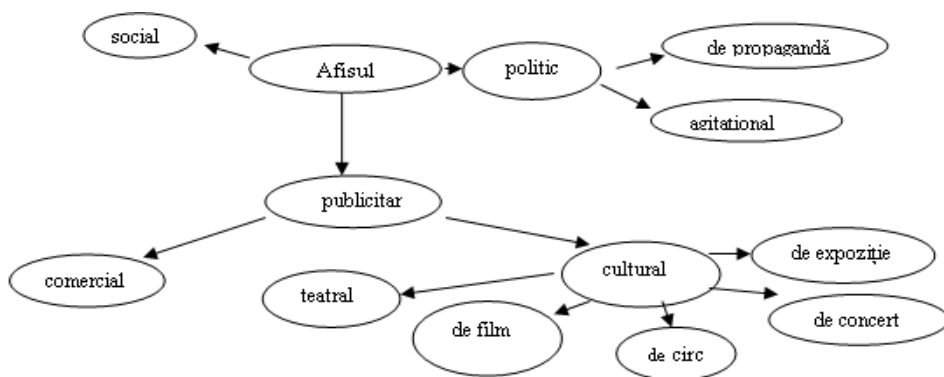 social
Afisul
politic
de propagandă
agitational
publicitar
comercial
teatral
cultural
de expoziție
de film
de circ
de concert